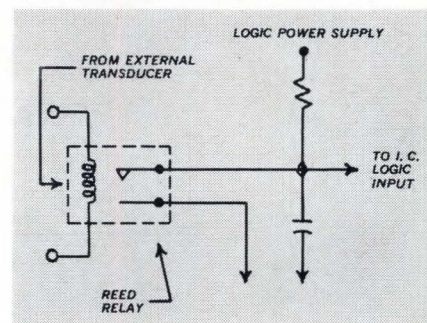 LOGIC POWER SUPPLY
FROM EXTERNAL
TRANSDUCER
TO I. C.
LOGIC
INPUT
REED
RELAY